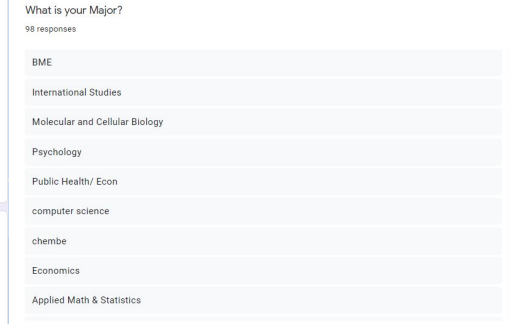 What is your Major?
98 responses
BME
International Studies
Molecular and Cellular Biology
Psychology
Public Health/ Econ
computer science
chembe
Economics
Applied Math & Statistics